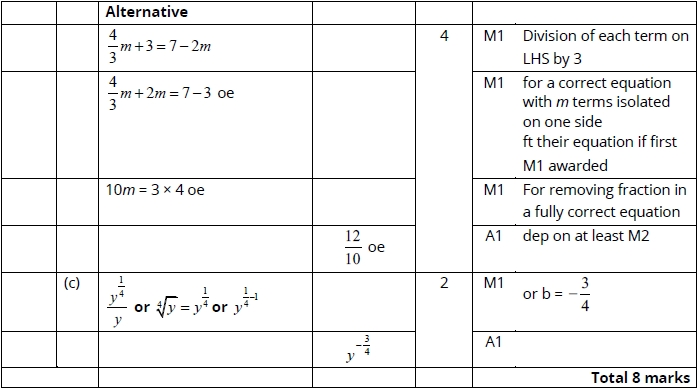 Alternative
4/3 m + 3 = 7 – 2m 4 M1 Division of each term on
LHS by 3
4/3 m + 2m = 7 – 3 oe M1 for a correct equation
with m terms isolated
on one side
ft their equation if first
M1 awarded
10m = 3 × 4 oe M1 For removing fraction in
a fully correct equation
12/10 oe A1 dep on at least M2
(c) y^(1/4)/y or ∜y = y^(1/4) or y^(1/4 – 1) 2 M1 or b = –3/4
y^(–3/4) A1
Total 8 marks